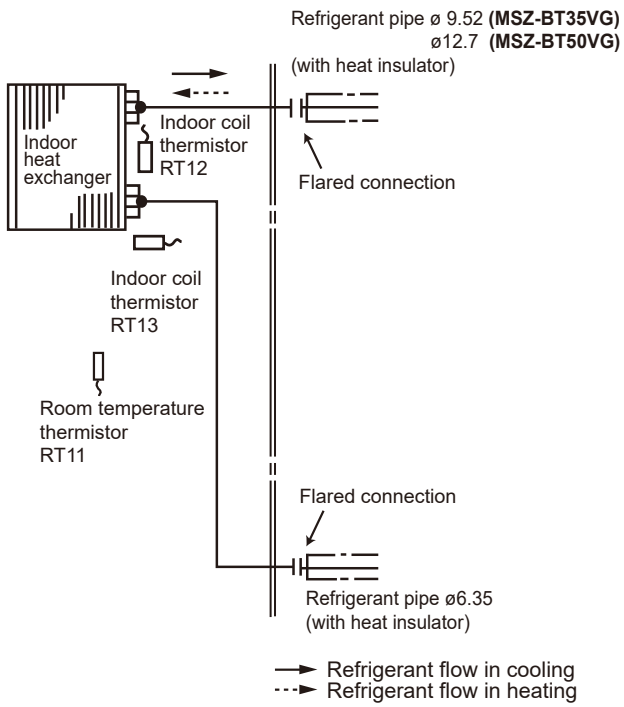 Refrigerant pipe ø 9.52 (MSZ-BT35VG)
ø12.7 (MSZ-BT50VG)
(with heat insulator)
Indoor coil
thermistor
RT12
Indoor
heat
exchanger
Flared connection
Indoor coil
thermistor
RT13
Room temperature
thermistor
RT11
Flared connection
Refrigerant pipe ø6.35
(with heat insulator)
Refrigerant flow in cooling
Refrigerant flow in heating